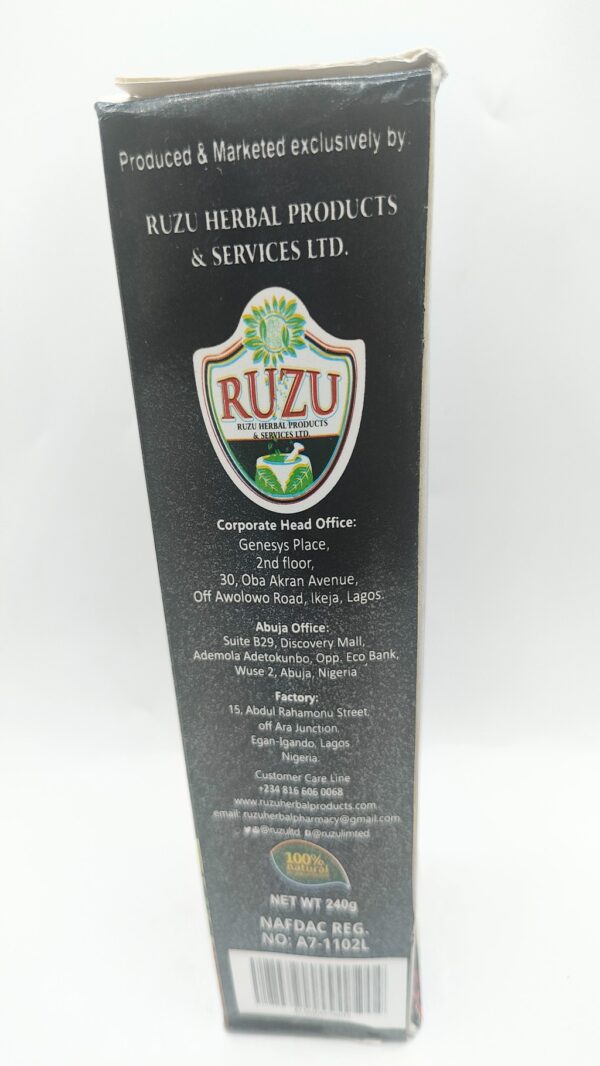 Produced & Marketed exclusively by:
RUZU HERBAL PRODUCTS
& SERVICES LTD.
RUZU
RUZU HERBAL PRODUCTS
& SERVICES LTD.
Corporate Head Office:
Genesys Place,
2nd floor,
30, Oba Akran Avenue,
Off Awolowo Road, Ikeja, Lagos.
Abuja Office:
Suite B29, Discovery Mall,
Ademola Adetokunbo, Opp. Eco Bank,
Wuse 2, Abuja, Nigeria
Factory:
15, Abdul Rahamonu Street.
off Ara Junction,
Egan-Igando, Lagos
Nigeria.
Customer Care Line
+234 816 606 0068
www.ruzuherbalproducts.com
email: ruzuherbalpharmacy@gmail.com
@ruzultd @ruzulimted
100%
natural
NET WT 240g
NAFDAC REG.
NO: A7-1102L